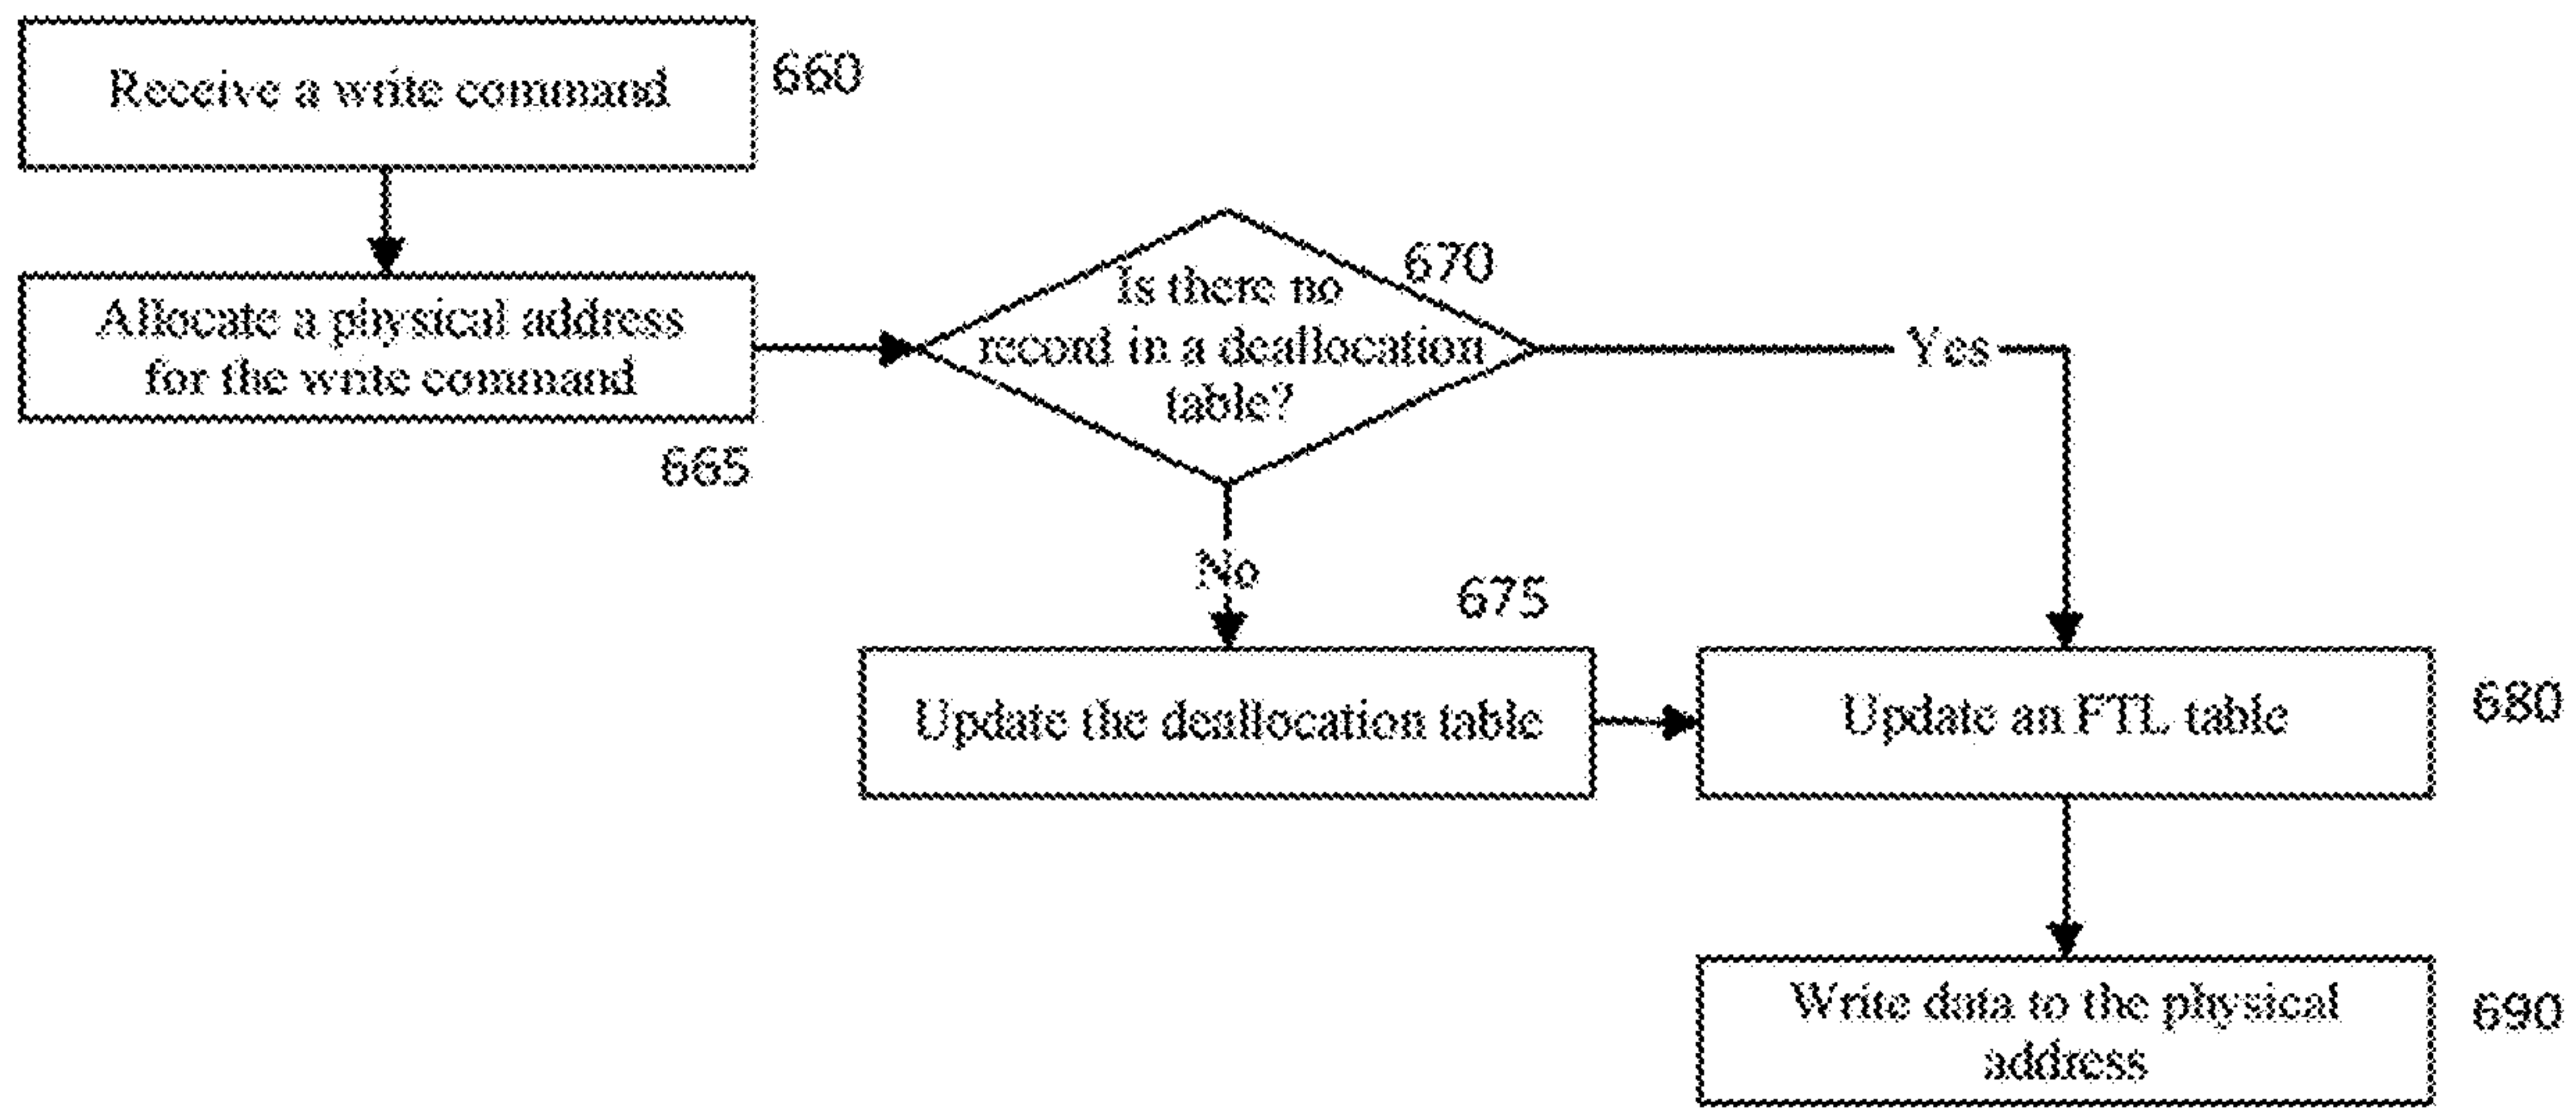 Receive a write command
660
Allocate a physical address
for the write command
665
670
Is there no
record in a deallocation
table?
Yes
No
675
Update the deallocation table
Update an FTL table
680
Write data to the physical
address
690